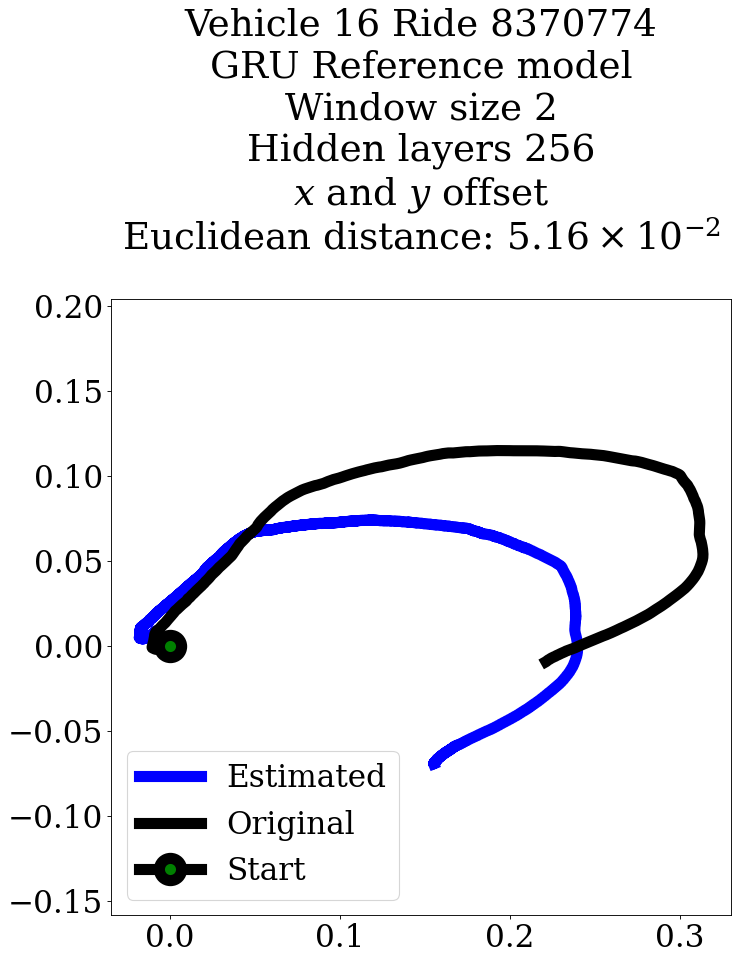 Vehicle 16 Ride 8370774
GRU Reference model
Window size 2
Hidden layers 256
x and y offset
Euclidean distance: 5.16 × 10⁻²
0.20
0.15
0.10
0.05
0.00
−0.05
−0.10
−0.15
Estimated
Original
Start
0.0 0.1 0.2 0.3